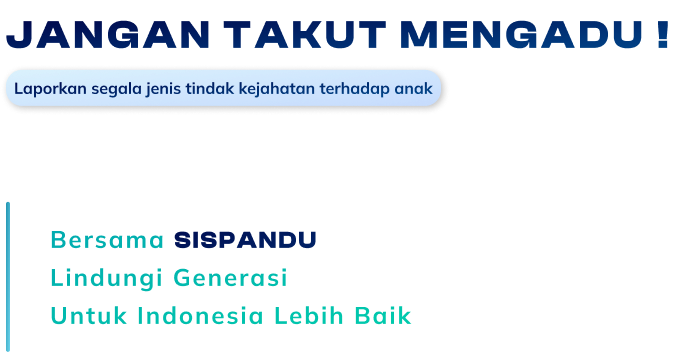 JANGAN TAKUT MENGADU !
Laporkan segala jenis tindak kejahatan terhadap anak
Bersama SISPANDU
Lindungi Generasi
Untuk Indonesia Lebih Baik